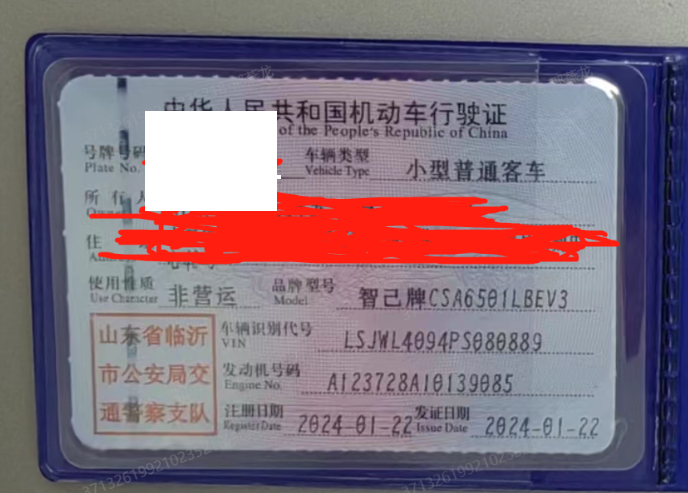 中华人民共和国机动车行驶证
of the People's Republic of China
号牌号码
Plate No.
车辆类型
Vehicle Type
小型普通客车
所 有 人
住
使用性质
Use Character
非营运
品牌型号
Model
智己牌CSA6501LBEV3
山东省临沂
市公安局交
通警察支队
车辆识别代号
VIN
LSJWL4094PS080889
发动机号码
Engine No.
A123728A10139085
注册日期
Register Date
2024-01-22
发证日期
Issue Date
2024-01-22